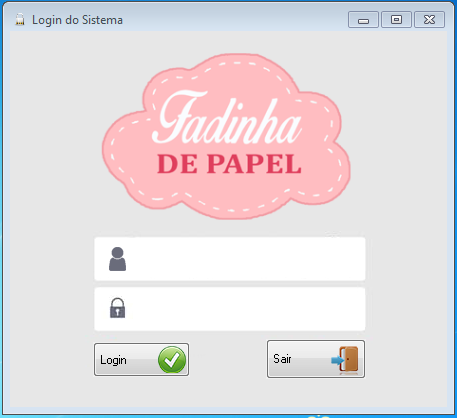 Login do Sistema
Fadinha
DE PAPEL
Login
Sair